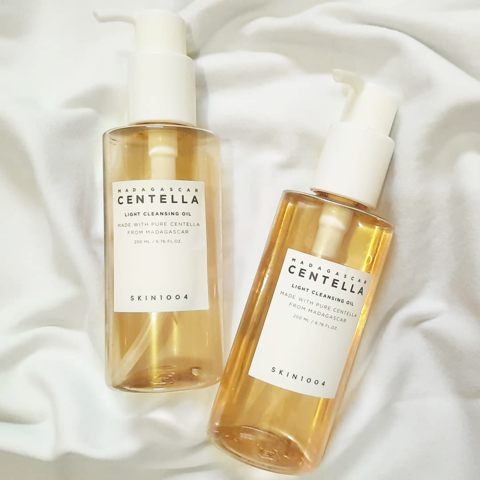 MADAGASCAR
CENTELLA
LIGHT CLEANSING OIL
MADE WITH PURE CENTELLA
FROM MADAGASCAR
200 ML / 6.76 FL.OZ.
SKIN1004
MADAGASCAR
CENTELLA
LIGHT CLEANSING OIL
MADE WITH PURE CENTELLA
FROM MADAGASCAR
200 ML / 6.76 FL.OZ.
SKIN1004